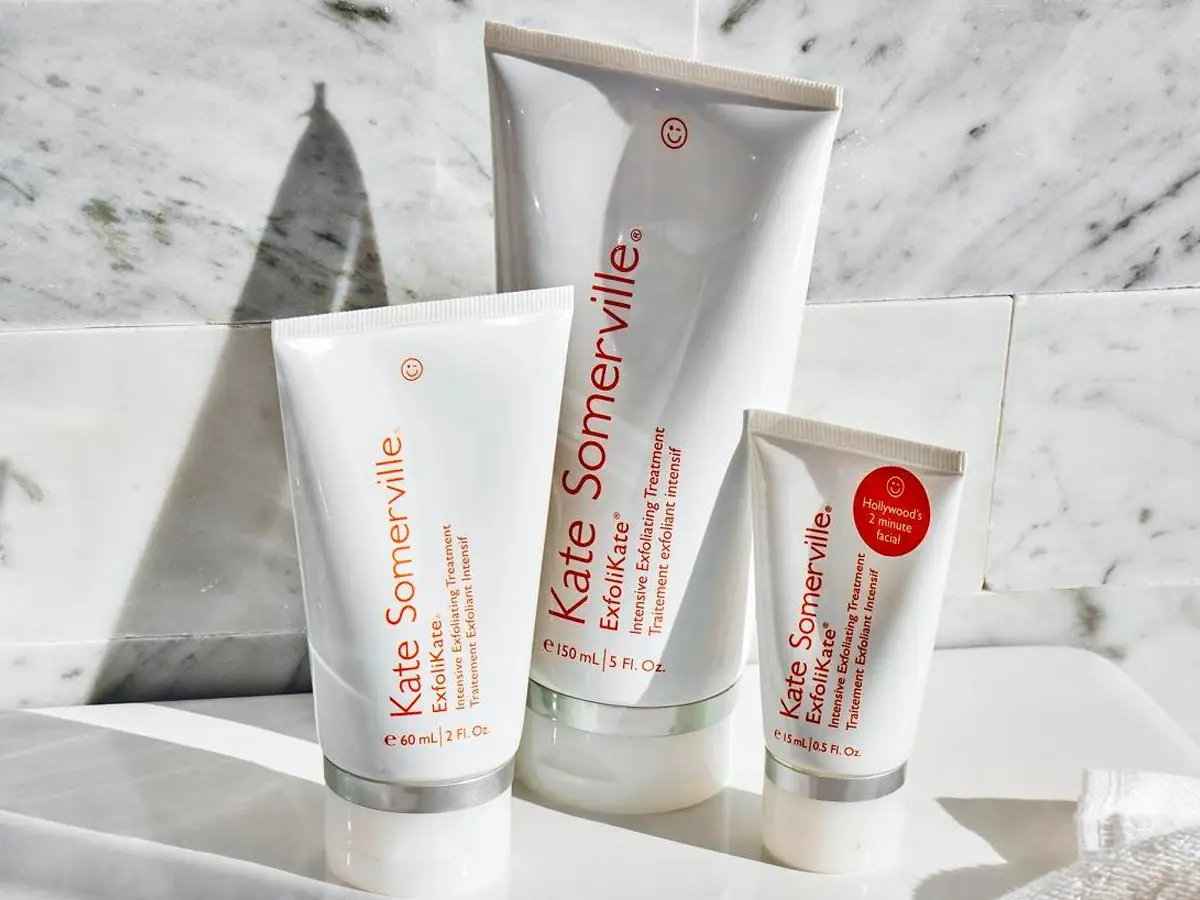 Kate Somerville
ExfoliKate
Intensive Exfoliating Treatment
Traitement Exfoliant Intensif
e 60 mL | 2 Fl. Oz.
Kate Somerville®
ExfoliKate®
Intensive Exfoliating Treatment
Traitement exfoliant intensif
e 150 mL | 5 Fl. Oz.
Hollywood's
2 minute
facial
Kate Somerville®
ExfoliKate®
Intensive Exfoliating Treatment
Traitement Exfoliant Intensif
e 15 mL | 0.5 Fl. Oz.